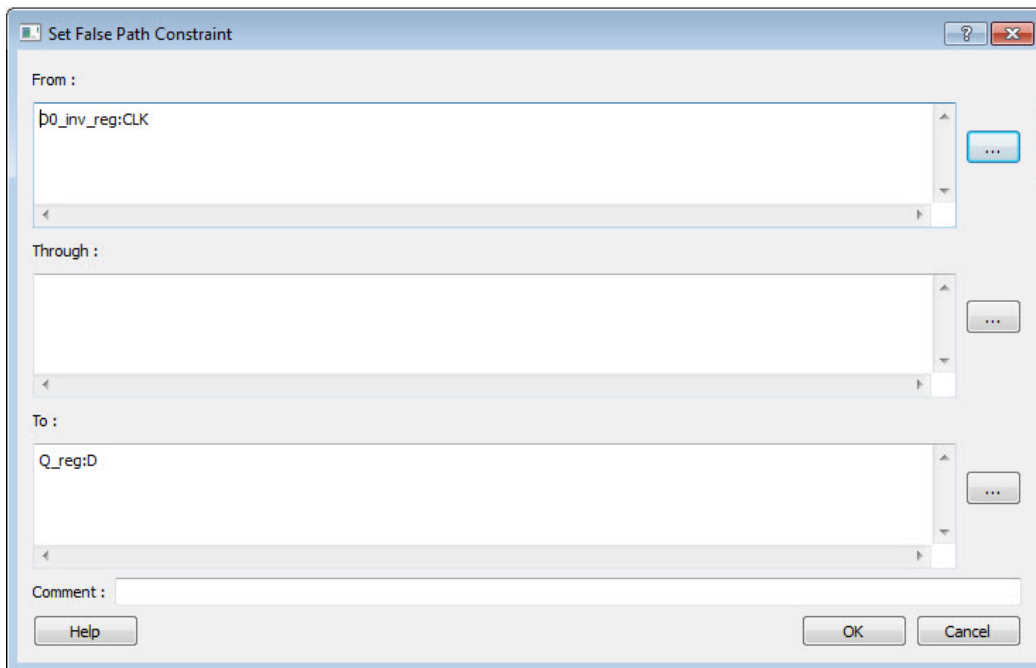 Set False Path Constraint
From :
D0_inv_reg:CLK
...
Through :
...
To :
Q_reg:D
...
Comment :
Help
OK
Cancel